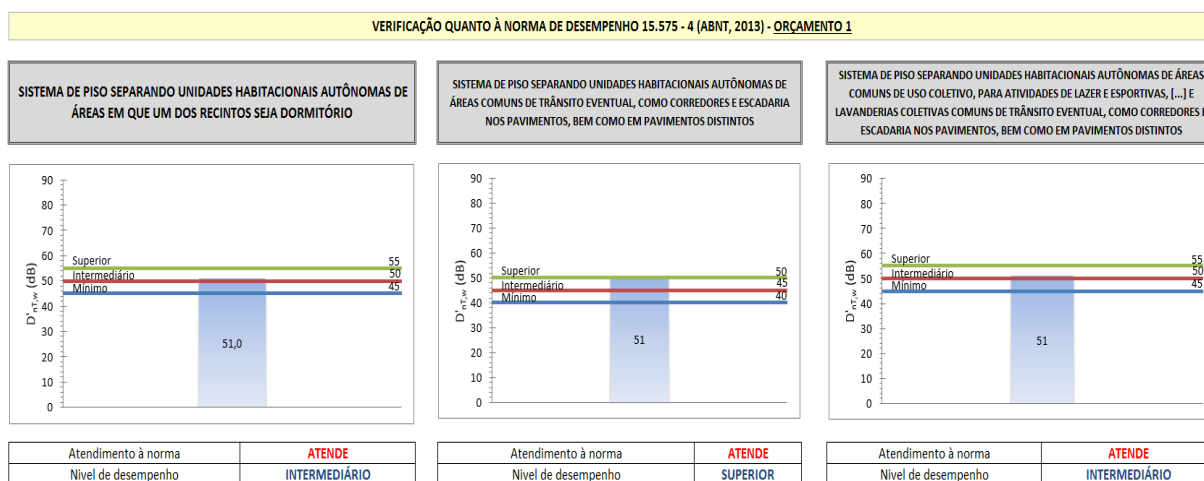 VERIFICAÇÃO QUANTO À NORMA DE DESEMPENHO 15.575 - 4 (ABNT, 2013) - ORÇAMENTO 1
SISTEMA DE PISO SEPARANDO UNIDADES HABITACIONAIS AUTÔNOMAS DE
ÁREAS EM QUE UM DOS RECINTOS SEJA DORMITÓRIO
90
80
70
60
50
40
30
20
10
0
D'nT,w (dB)
Superior 55
Intermediário 50
Mínimo 45
51,0
Atendimento à norma ATENDE
Nivel de desempenho INTERMEDIÁRIO
SISTEMA DE PISO SEPARANDO UNIDADES HABITACIONAIS AUTÔNOMAS DE
ÁREAS COMUNS DE TRÂNSITO EVENTUAL, COMO CORREDORES E ESCADARIA
NOS PAVIMENTOS, BEM COMO EM PAVIMENTOS DISTINTOS
90
80
70
60
50
40
30
20
10
0
D'nT,w (dB)
Superior 50
Intermediário 45
Mínimo 40
51
Atendimento à norma ATENDE
Nivel de desempenho SUPERIOR
SISTEMA DE PISO SEPARANDO UNIDADES HABITACIONAIS AUTÔNOMAS DE ÁREAS
COMUNS DE USO COLETIVO, PARA ATIVIDADES DE LAZER E ESPORTIVAS, [...] E
LAVANDERIAS COLETIVAS COMUNS DE TRÂNSITO EVENTUAL, COMO CORREDORES E
ESCADARIA NOS PAVIMENTOS, BEM COMO EM PAVIMENTOS DISTINTOS
90
80
70
60
50
40
30
20
10
0
D'nT,w (dB)
Superior 55
Intermediário 50
Mínimo 45
51
Atendimento à norma ATENDE
Nivel de desempenho INTERMEDIÁRIO